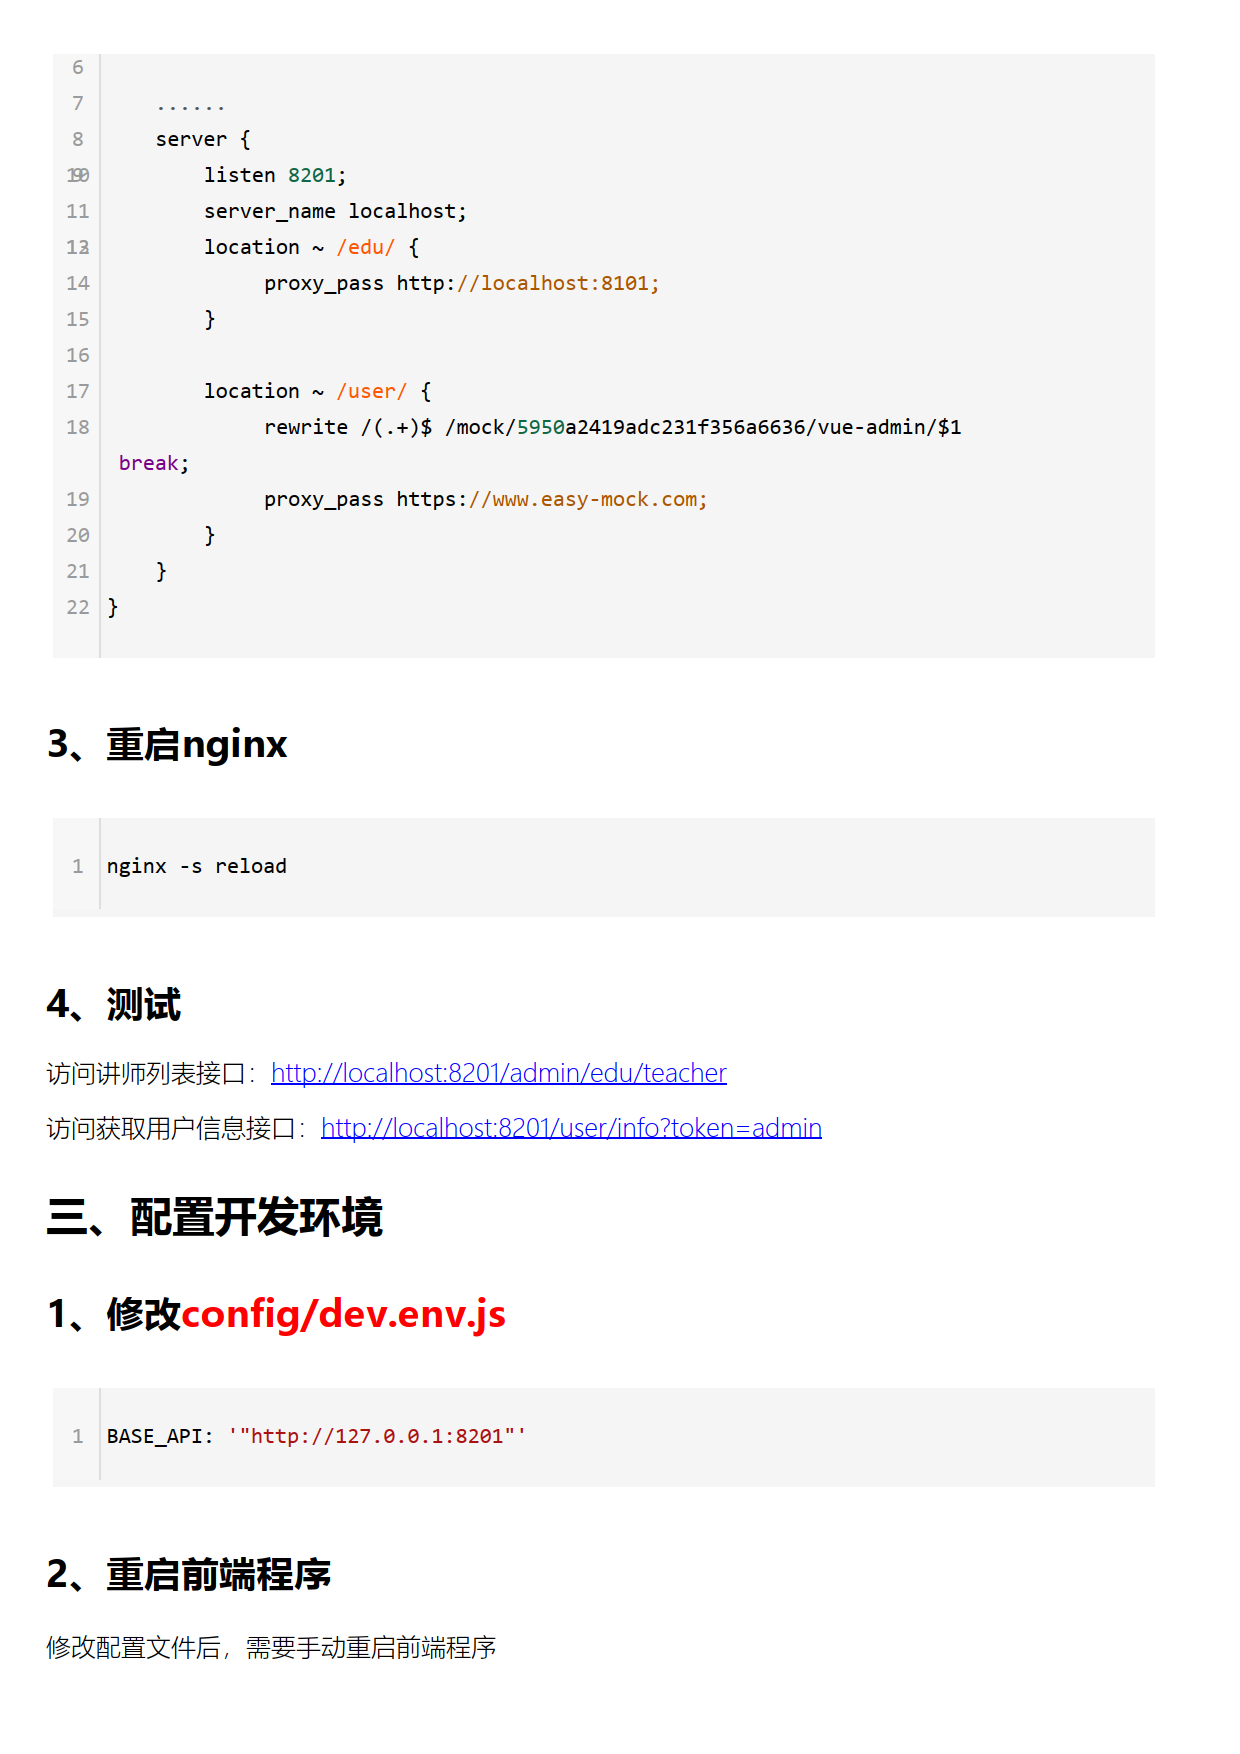 6
7 ......
8 server {
9
10 listen 8201;
11 server_name localhost;
12
13 location ~ /edu/ {
14 proxy_pass http://localhost:8101;
15 }
16
17 location ~ /user/ {
18 rewrite /(.+)$ /mock/5950a2419adc231f356a6636/vue-admin/$1
break;
19 proxy_pass https://www.easy-mock.com;
20 }
21 }
22 }
3、重启nginx
1 nginx -s reload
4、测试
访问讲师列表接口：http://localhost:8201/admin/edu/teacher
访问获取用户信息接口：http://localhost:8201/user/info?token=admin
三、配置开发环境
1、修改config/dev.env.js
1 BASE_API: '"http://127.0.0.1:8201"'
2、重启前端程序
修改配置文件后，需要手动重启前端程序